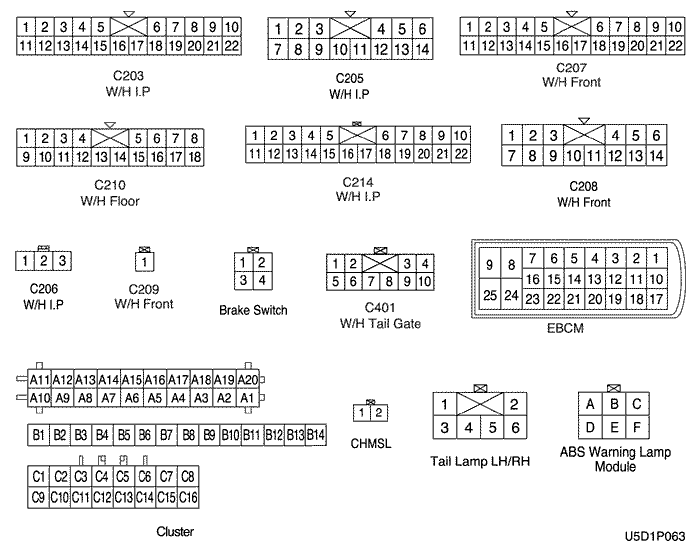 1 2 3 4 5 6 7 8 9 10
11 12 13 14 15 16 17 18 19 20 21 22
C203
W/H I.P
1 2 3 4 5 6
7 8 9 10 11 12 13 14
C205
W/H I.P
1 2 3 4 5 6 7 8 9 10
11 12 13 14 15 16 17 18 19 20 21 22
C207
W/H Front
1 2 3 4 5 6 7 8
9 10 11 12 13 14 15 16 17 18
C210
W/H Floor
1 2 3 4 5 6 7 8 9 10
11 12 13 14 15 16 17 18 19 20 21 22
C214
W/H I.P
1 2 3 4 5 6
7 8 9 10 11 12 13 14
C208
W/H Front
1 2 3
C206
W/H I.P
1
C209
W/H Front
1 2
3 4
Brake Switch
1 2 3 4
5 6 7 8 9 10
C401
W/H Tail Gate
9 8 7 6 5 4 3 2 1
16 15 14 13 12 11 10
25 24 23 22 21 20 19 18 17
EBCM
A11 A12 A13 A14 A15 A16 A17 A18 A19 A20
A10 A9 A8 A7 A6 A5 A4 A3 A2 A1
B1 B2 B3 B4 B5 B6 B7 B8 B9 B10 B11 B12 B13 B14
C1 C2 C3 C4 C5 C6 C7 C8
C9 C10 C11 C12 C13 C14 C15 C16
Cluster
1 2
CHMSL
1 2
3 4 5 6
Tail Lamp LH/RH
A B C
D E F
ABS Warning Lamp
Module
U5D1P063